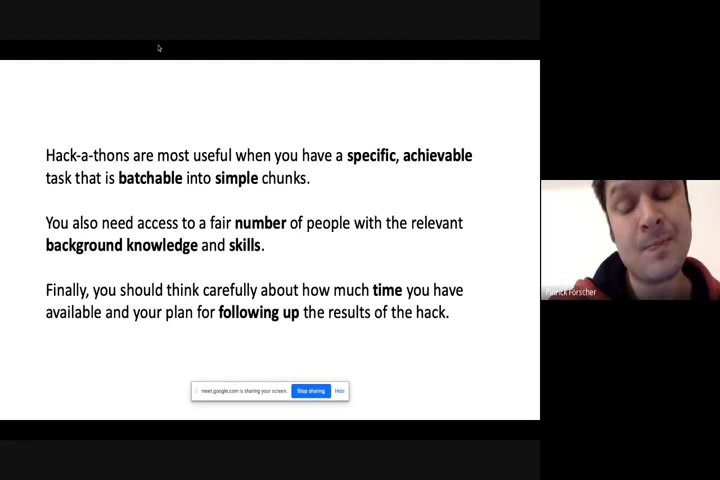 Hack-a-thons are most useful when you have a specific, achievable
task that is batchable into simple chunks.
You also need access to a fair number of people with the relevant
background knowledge and skills.
Finally, you should think carefully about how much time you have
available and your plan for following up the results of the hack.
meet.google.com is sharing your screen. Stop sharing Hide
Patrick Forscher